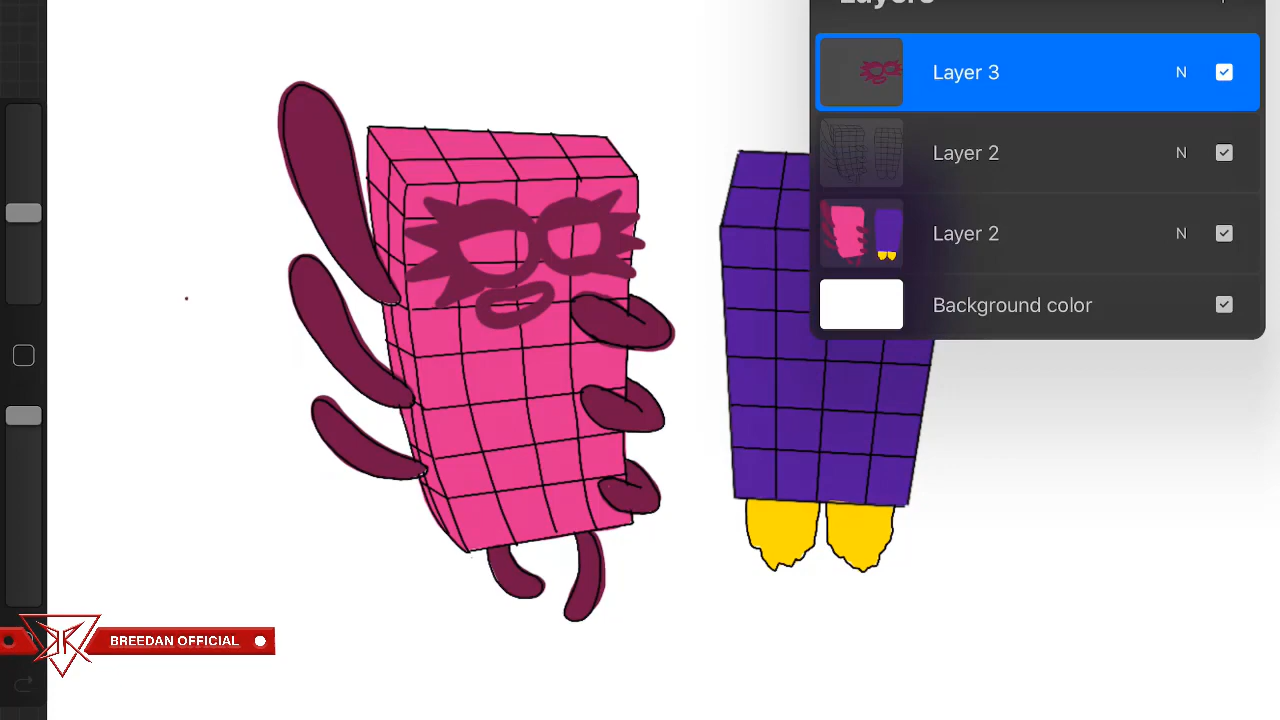 Layers
Layer 3 N
Layer 2 N
Layer 2 N
Background color
BREEDAN OFFICIAL